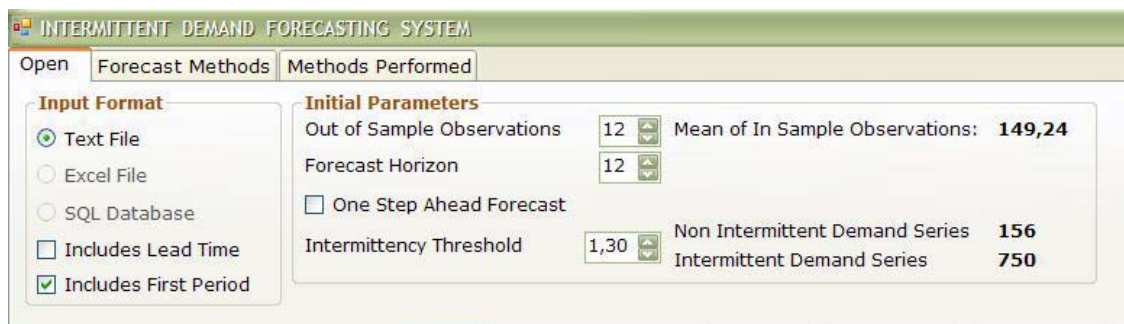 INTERMITTENT DEMAND FORECASTING SYSTEM
Open Forecast Methods Methods Performed
Input Format
Text File
Excel File
SQL Database
Includes Lead Time
Includes First Period
Initial Parameters
Out of Sample Observations 12 Mean of In Sample Observations: 149,24
Forecast Horizon 12
One Step Ahead Forecast
Intermittency Threshold 1,30
Non Intermittent Demand Series 156
Intermittent Demand Series 750